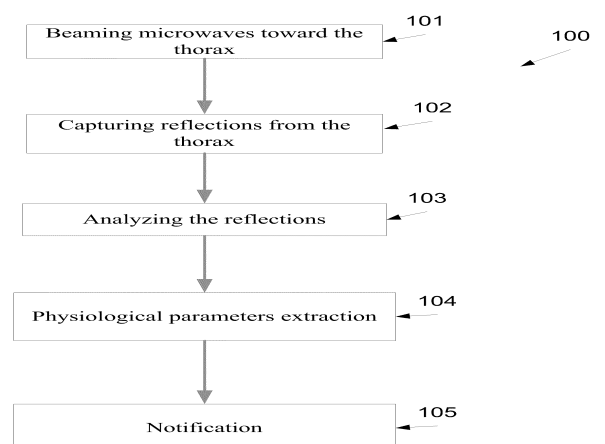 Beaming microwaves toward the
thorax
101
100
Capturing reflections from the
thorax
102
Analyzing the reflections
103
Physiological parameters extraction
104
Notification
105